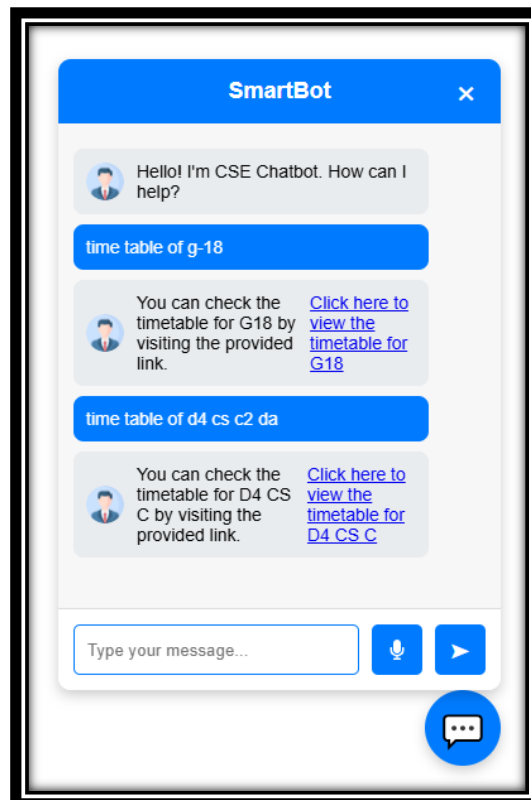 SmartBot
Hello! I'm CSE Chatbot. How can I
help?
time table of g-18
You can check the
timetable for G18 by
visiting the provided
link.
Click here to
view the
timetable for
G18
time table of d4 cs c2 da
You can check the
timetable for D4 CS
C by visiting the
provided link.
Click here to
view the
timetable for
D4 CS C
Type your message...